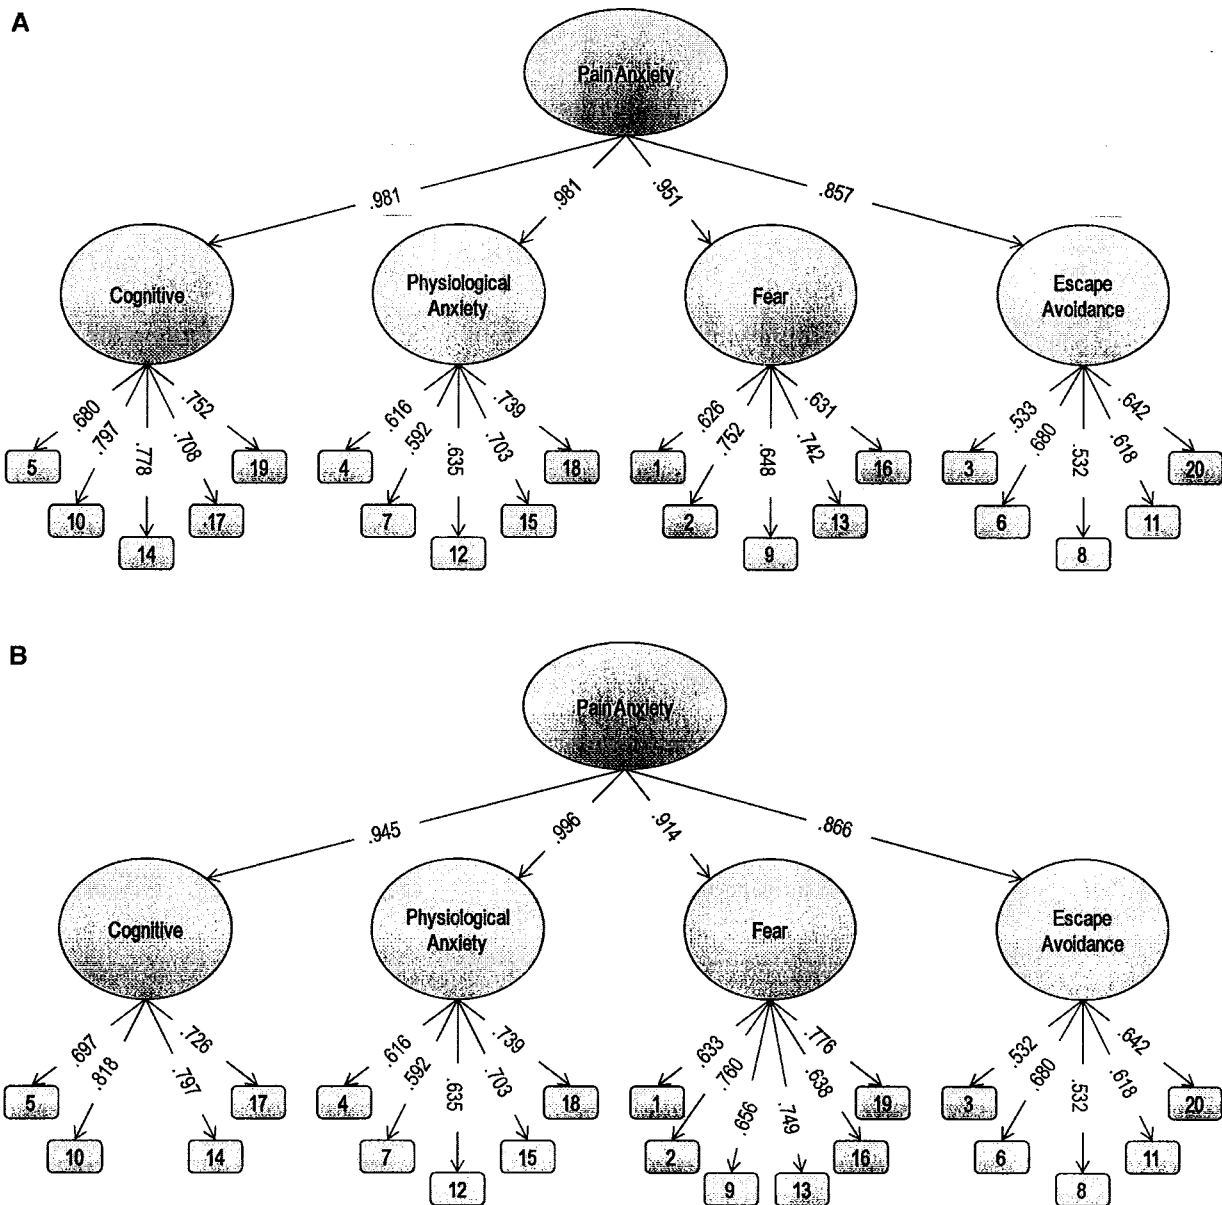 A
Pain Anxiety
.981 .981 .951 .857
Cognitive
Physiological
Anxiety
Fear
Escape
Avoidance
.680 .797 .778 .708 .752
.616 .592 .635 .703 .739
.626 .752 .648 .742 .631
.533 .680 .532 .618 .642
5 10 14 17 19
4 7 12 15 18
1 2 9 13 16
3 6 8 11 20
B
Pain Anxiety
.945 .996 .914 .866
Cognitive
Physiological
Anxiety
Fear
Escape
Avoidance
.697 .818 .797 .726
.616 .592 .635 .703 .739
.633 .760 .656 .749 .638 .776
.532 .680 .532 .618 .642
5 10 14 17
4 7 12 15 18
1 2 9 13 16 19
3 6 8 11 20